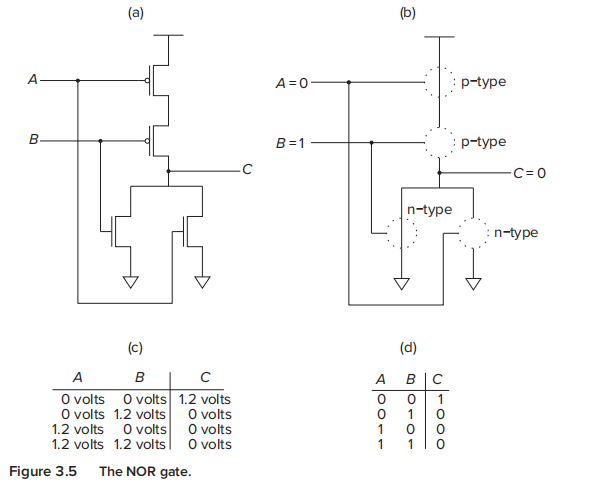 (a) (b)
A A = 0 p-type
B B = 1 p-type
C C = 0
n-type
n-type
(c) (d)
A B C A B C
0 volts 0 volts 1.2 volts 0 0 1
0 volts 1.2 volts 0 volts 0 1 0
1.2 volts 0 volts 0 volts 1 0 0
1.2 volts 1.2 volts 0 volts 1 1 0
Figure 3.5 The NOR gate.